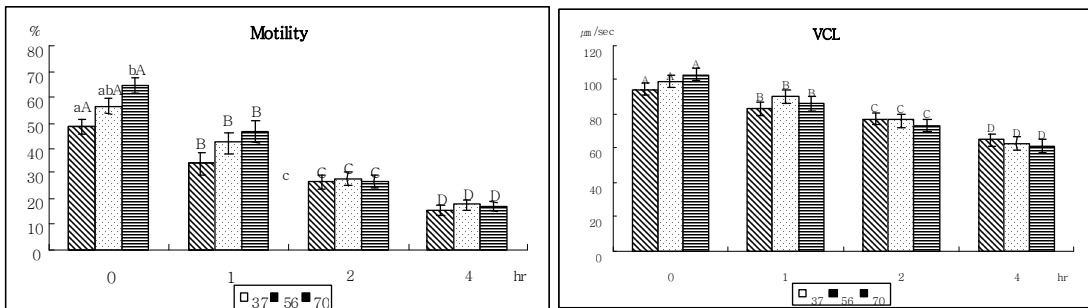 Motility
%
80
70
60
50
40
30
20
10
0
aA abA bA
B B B
c C C C
D D D
0 1 2 4 hr
37 56 70
VCL
μm/sec
120
100
80
60
40
20
0
A A A
B B B
C C C
D D D
0 1 2 4 hr
37 56 70